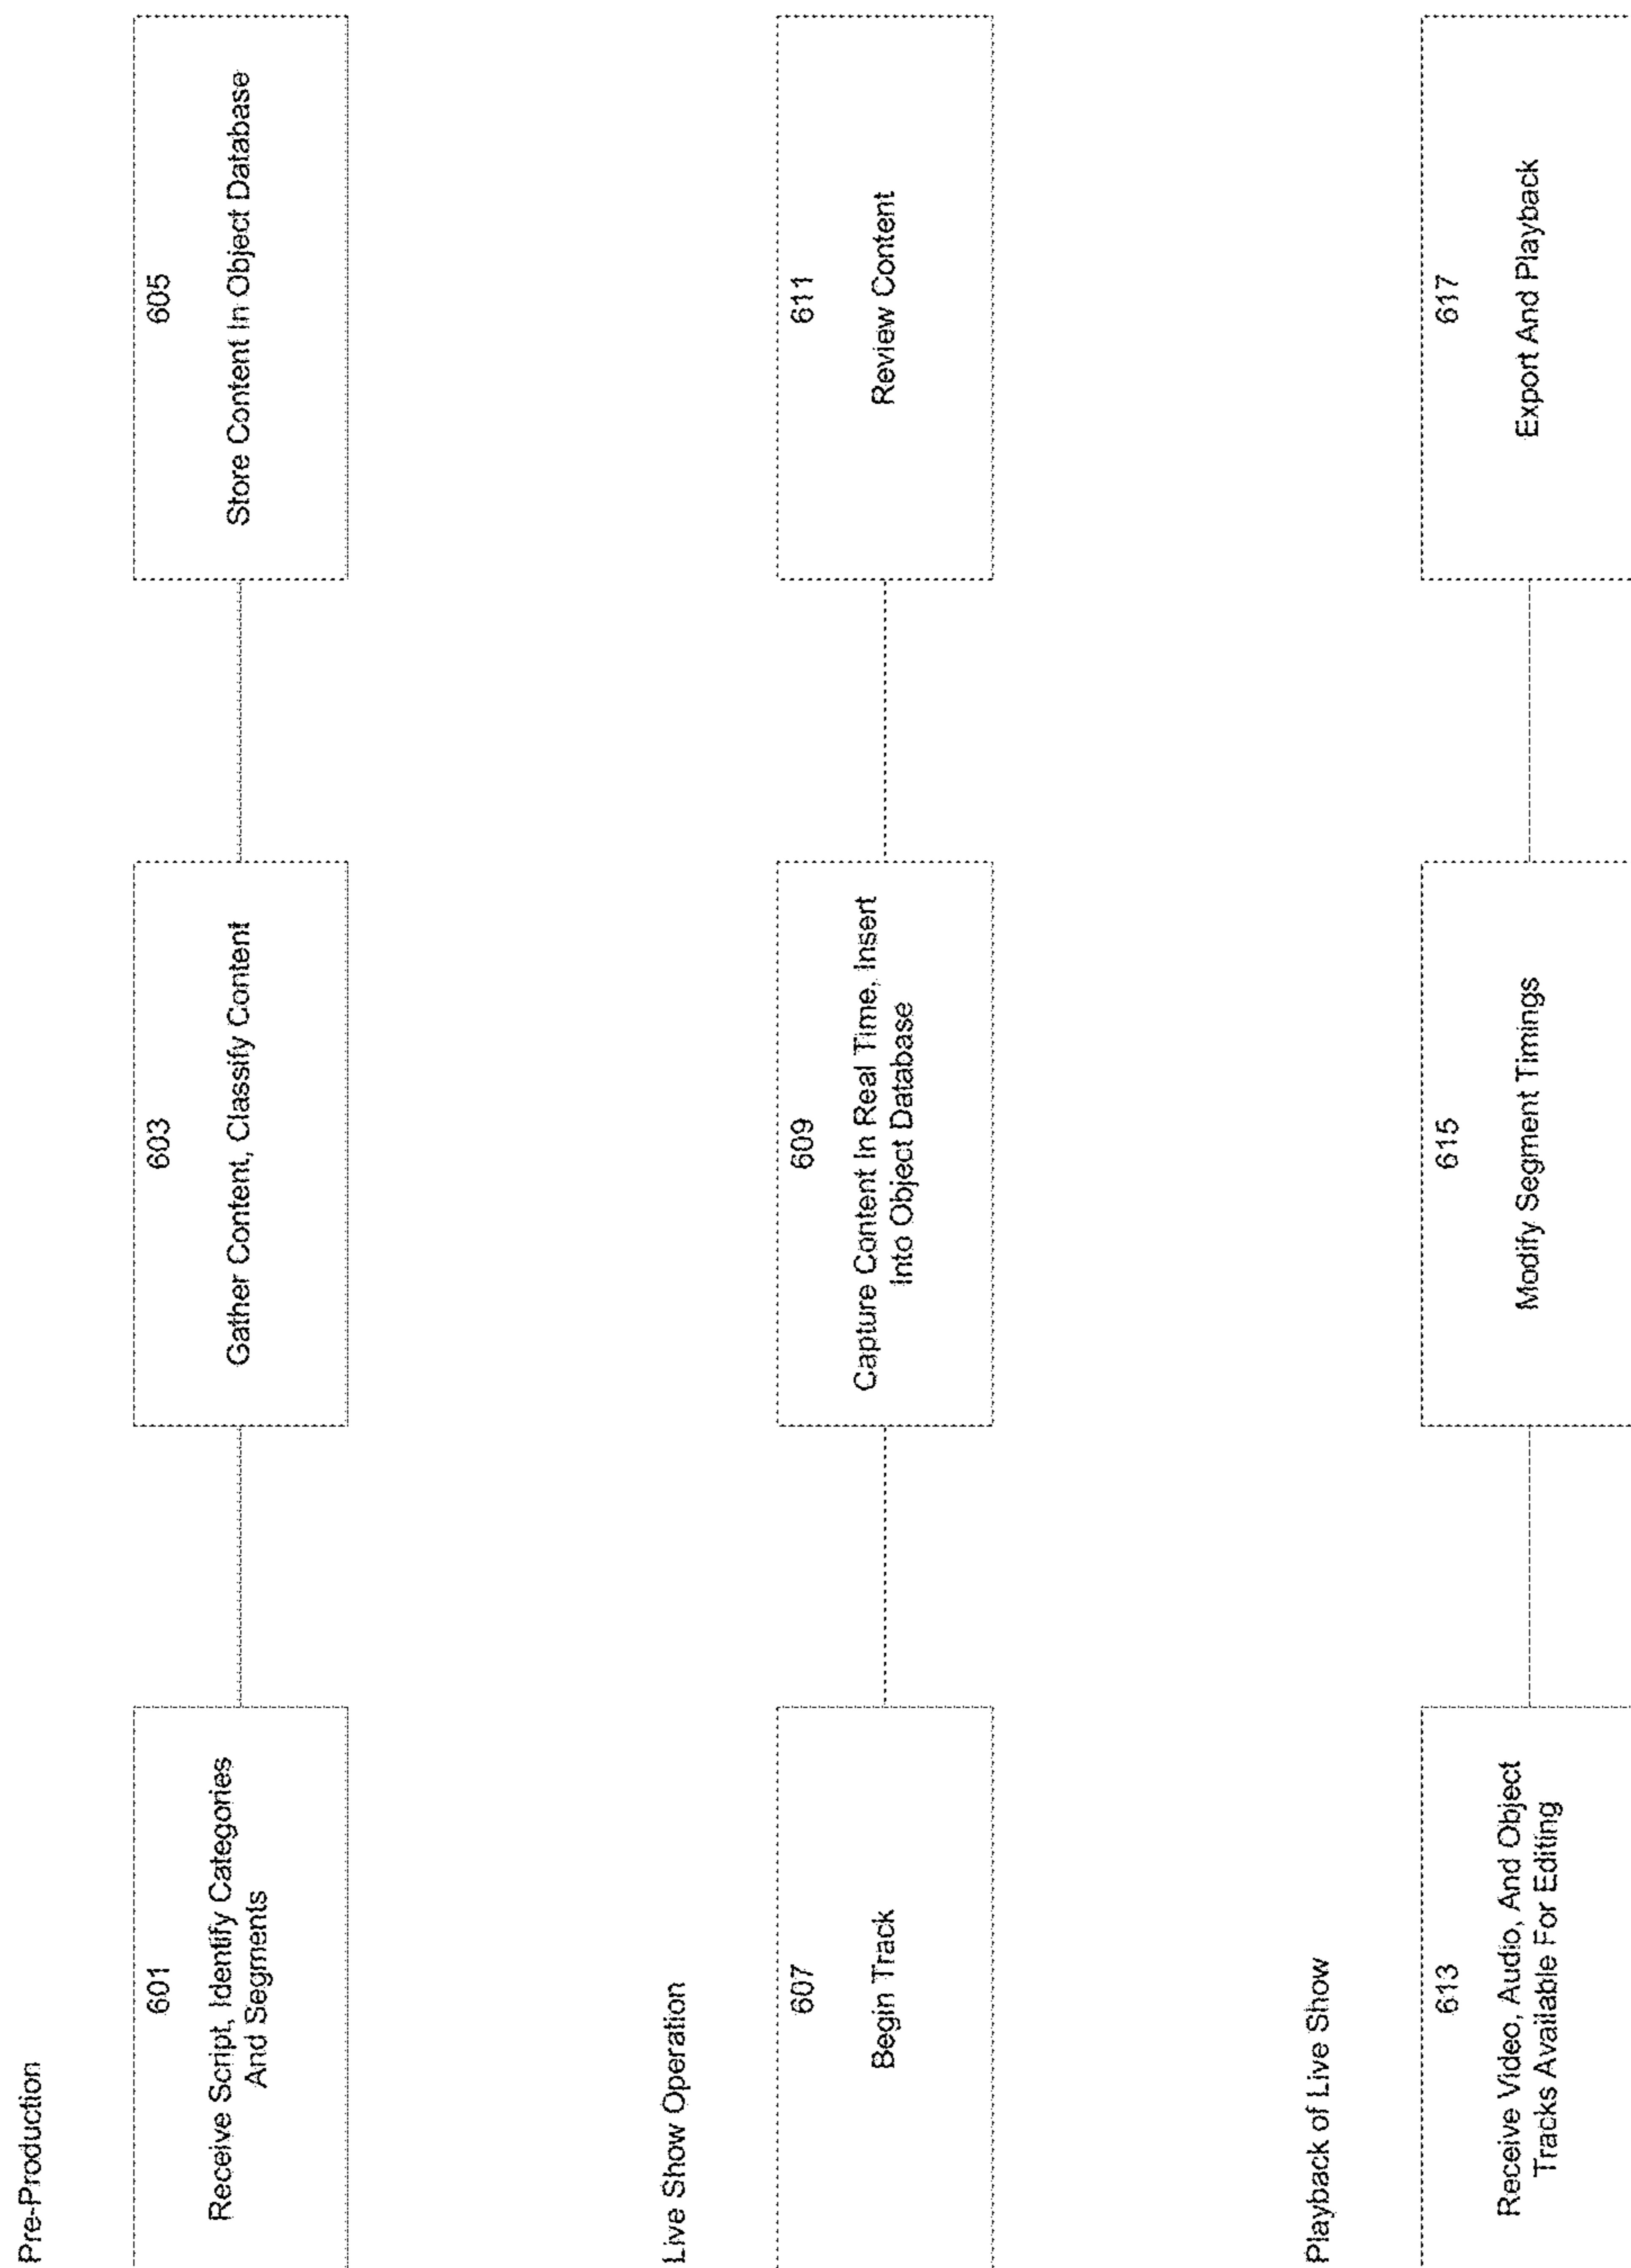 Pre-Production
601
Receive Script, Identify Categories
And Segments
603
Gather Content, Classify Content
605
Store Content In Object Database
Live Show Operation
607
Begin Track
609
Capture Content In Real Time, Insert
Into Object Database
611
Review Content
Playback of Live Show
613
Receive Video, Audio, And Object
Tracks Available For Editing
615
Modify Segment Timings
617
Export And Playback